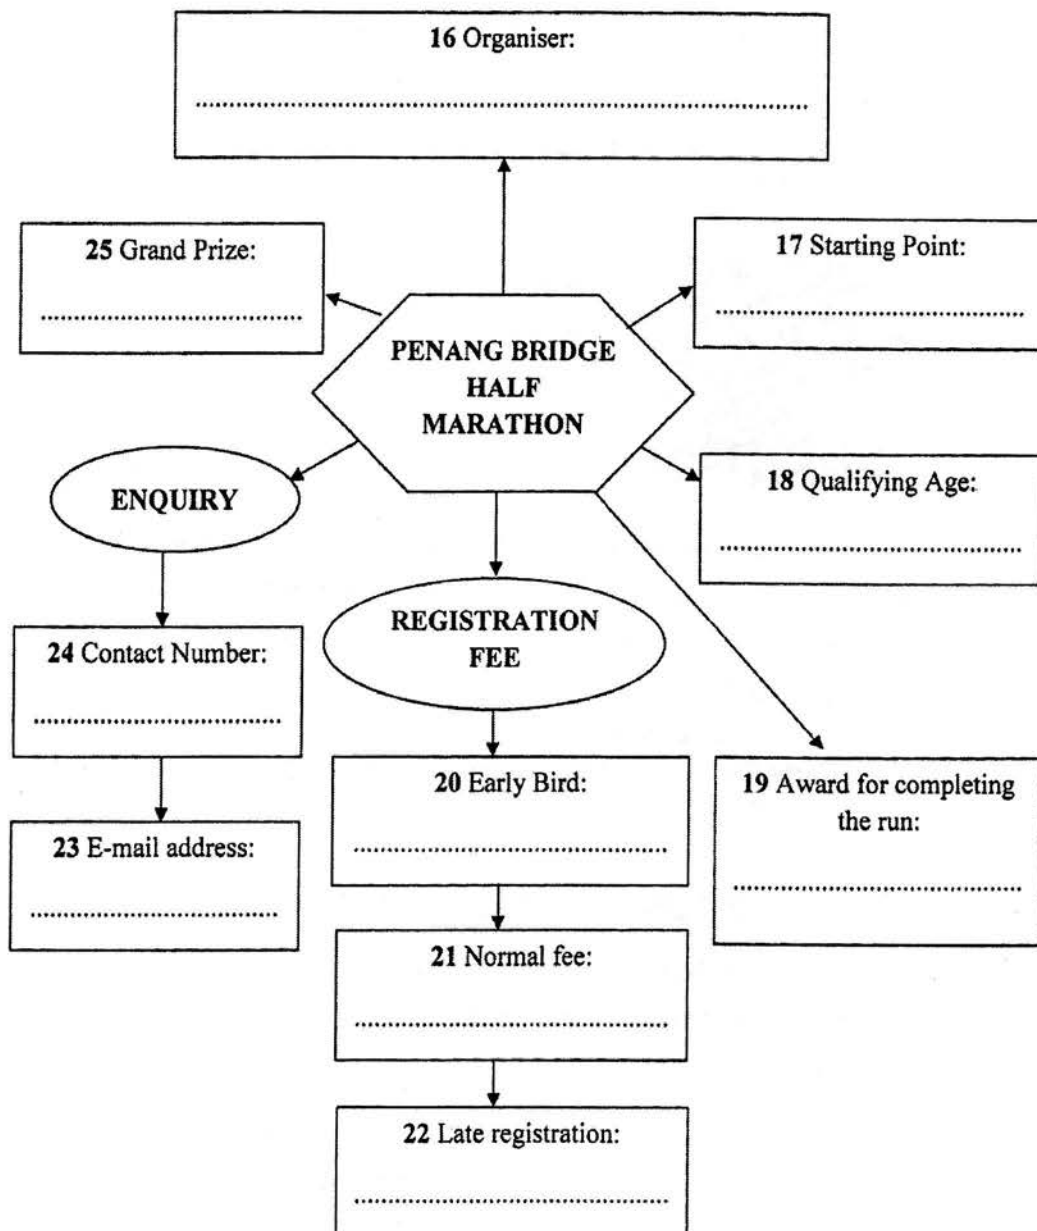 16 Organiser:
25 Grand Prize:
17 Starting Point:
PENANG BRIDGE
HALF
MARATHON
ENQUIRY
18 Qualifying Age:
REGISTRATION
FEE
24 Contact Number:
20 Early Bird:
19 Award for completing
the run:
23 E-mail address:
21 Normal fee:
22 Late registration: